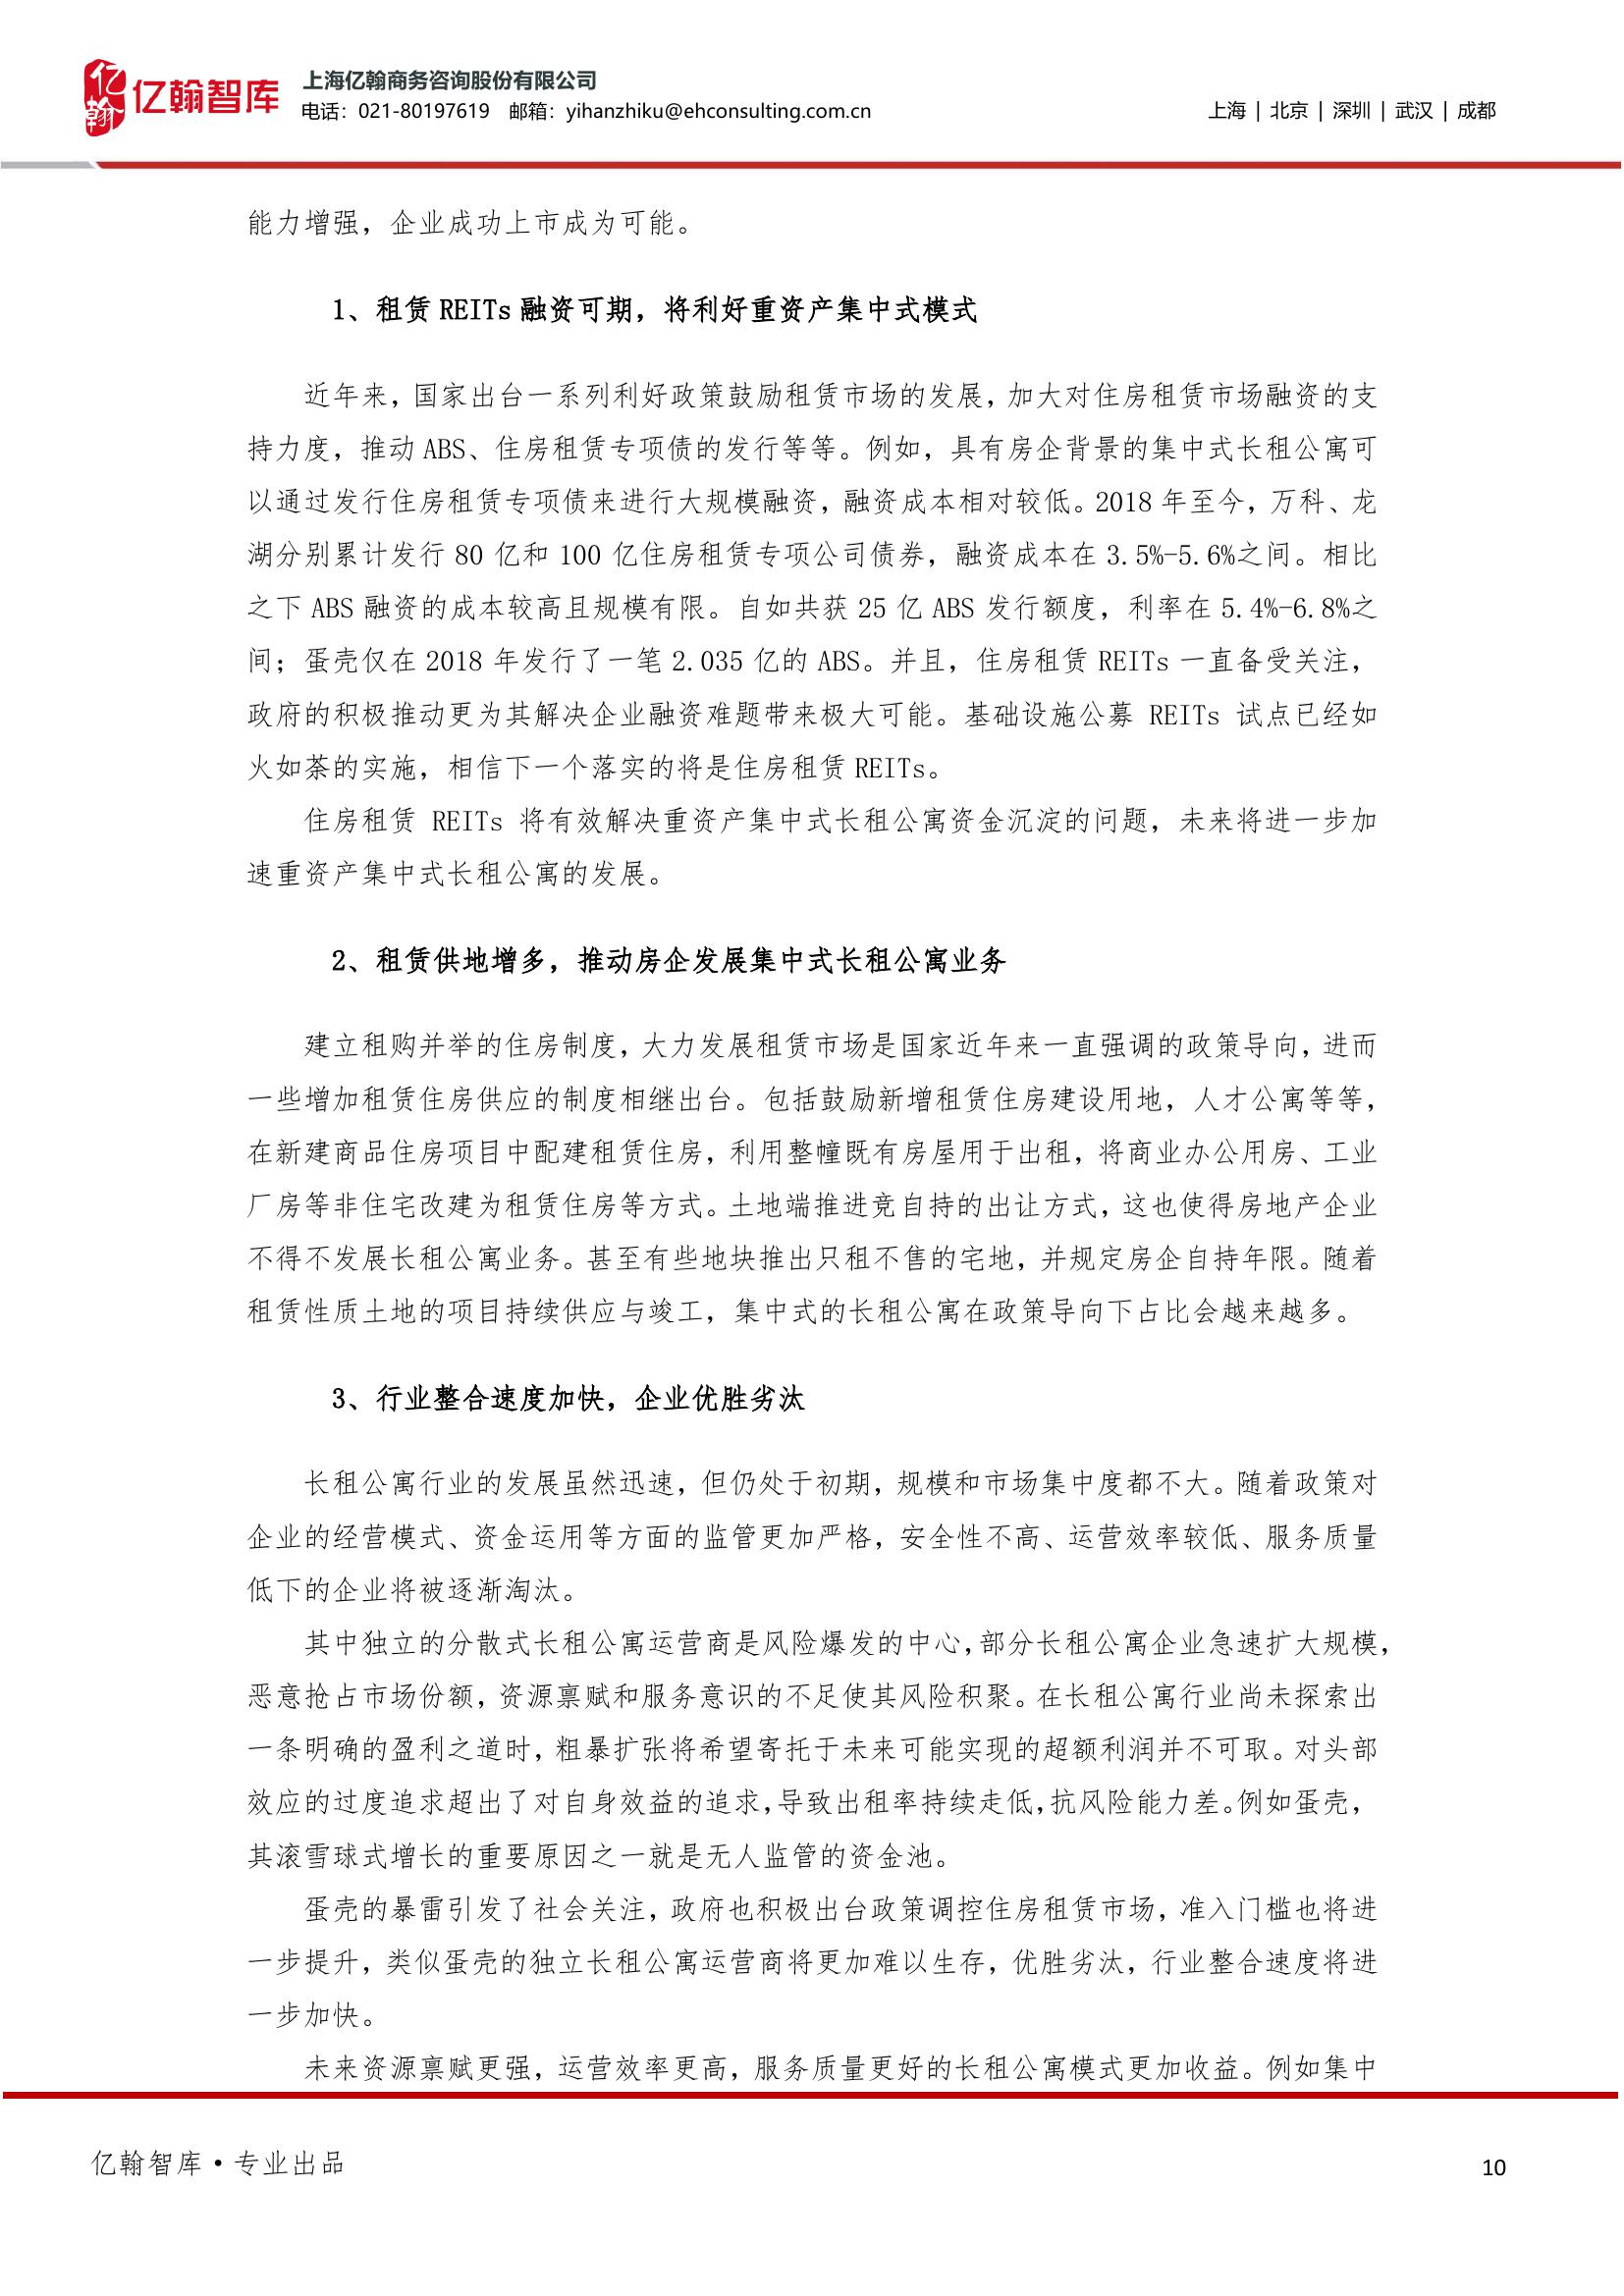 亿翰
亿翰智库
上海亿翰商务咨询股份有限公司
电话：021-80197619 邮箱：yihanzhiku@ehconsulting.com.cn
上海 | 北京 | 深圳 | 武汉 | 成都
能力增强，企业成功上市成为可能。
1、租赁 REITs 融资可期，将利好重资产集中式模式
近年来，国家出台一系列利好政策鼓励租赁市场的发展，加大对住房租赁市场融资的支
持力度，推动 ABS、住房租赁专项债的发行等等。例如，具有房企背景的集中式长租公寓可
以通过发行住房租赁专项债来进行大规模融资，融资成本相对较低。2018 年至今，万科、龙
湖分别累计发行 80 亿和 100 亿住房租赁专项公司债券，融资成本在 3.5%-5.6%之间。相比
之下 ABS 融资的成本较高且规模有限。自如共获 25 亿 ABS 发行额度，利率在 5.4%-6.8%之
间；蛋壳仅在 2018 年发行了一笔 2.035 亿的 ABS。并且，住房租赁 REITs 一直备受关注，
政府的积极推动更为其解决企业融资难题带来极大可能。基础设施公募 REITs 试点已经如
火如荼的实施，相信下一个落实的将是住房租赁 REITs。
住房租赁 REITs 将有效解决重资产集中式长租公寓资金沉淀的问题，未来将进一步加
速重资产集中式长租公寓的发展。
2、租赁供地增多，推动房企发展集中式长租公寓业务
建立租购并举的住房制度，大力发展租赁市场是国家近年来一直强调的政策导向，进而
一些增加租赁住房供应的制度相继出台。包括鼓励新增租赁住房建设用地，人才公寓等等，
在新建商品住房项目中配建租赁住房，利用整幢既有房屋用于出租，将商业办公用房、工业
厂房等非住宅改建为租赁住房等方式。土地端推进竞自持的出让方式，这也使得房地产企业
不得不发展长租公寓业务。甚至有些地块推出只租不售的宅地，并规定房企自持年限。随着
租赁性质土地的项目持续供应与竣工，集中式的长租公寓在政策导向下占比会越来越多。
3、行业整合速度加快，企业优胜劣汰
长租公寓行业的发展虽然迅速，但仍处于初期，规模和市场集中度都不大。随着政策对
企业的经营模式、资金运用等方面的监管更加严格，安全性不高、运营效率较低、服务质量
低下的企业将被逐渐淘汰。
其中独立的分散式长租公寓运营商是风险爆发的中心，部分长租公寓企业急速扩大规模，
恶意抢占市场份额，资源禀赋和服务意识的不足使其风险积聚。在长租公寓行业尚未探索出
一条明确的盈利之道时，粗暴扩张将希望寄托于未来可能实现的超额利润并不可取。对头部
效应的过度追求超出了对自身效益的追求，导致出租率持续走低，抗风险能力差。例如蛋壳，
其滚雪球式增长的重要原因之一就是无人监管的资金池。
蛋壳的暴雷引发了社会关注，政府也积极出台政策调控住房租赁市场，准入门槛也将进
一步提升，类似蛋壳的独立长租公寓运营商将更加难以生存，优胜劣汰，行业整合速度将进
一步加快。
未来资源禀赋更强，运营效率更高，服务质量更好的长租公寓模式更加收益。例如集中
亿翰智库·专业出品
10